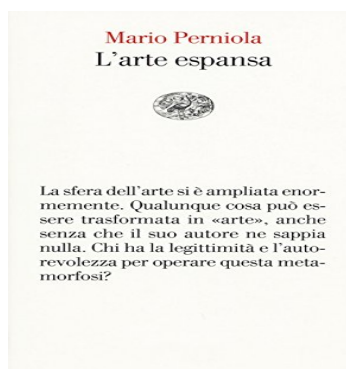 Mario Perniola
L'arte espansa
La sfera dell'arte si è ampliata enor-
memente. Qualunque cosa può es-
sere trasformata in «arte», anche
senza che il suo autore ne sappia
nulla. Chi ha la legittimità e l'auto-
revolezza per operare questa meta-
morfosi?